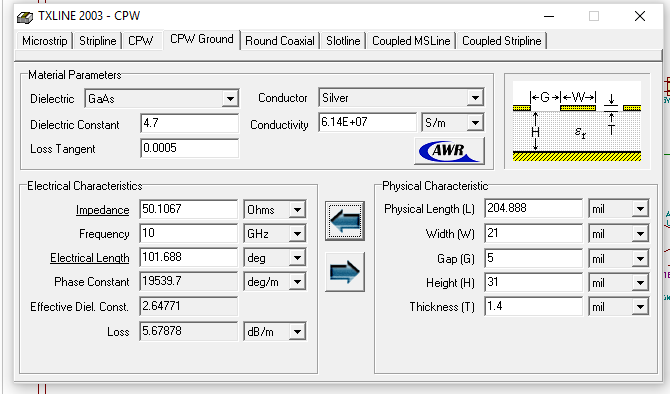 TXLINE 2003 - CPW
Microstrip Stripline CPW CPW Ground Round Coaxial Slotline Coupled MSLine Coupled Stripline
Material Parameters
Dielectric GaAs Conductor Silver
Dielectric Constant 4.7 Conductivity 6.14E+07 S/m
Loss Tangent 0.0005 AWR
G W
H εr T
Electrical Characteristics
Impedance 50.1067 Ohms
Frequency 10 GHz
Electrical Length 101.688 deg
Phase Constant 19539.7 deg/m
Effective Diel. Const. 2.64771
Loss 5.67878 dB/m
Physical Characteristic
Physical Length (L) 204.888 mil
Width (W) 21 mil
Gap (G) 5 mil
Height (H) 31 mil
Thickness (T) 1.4 mil